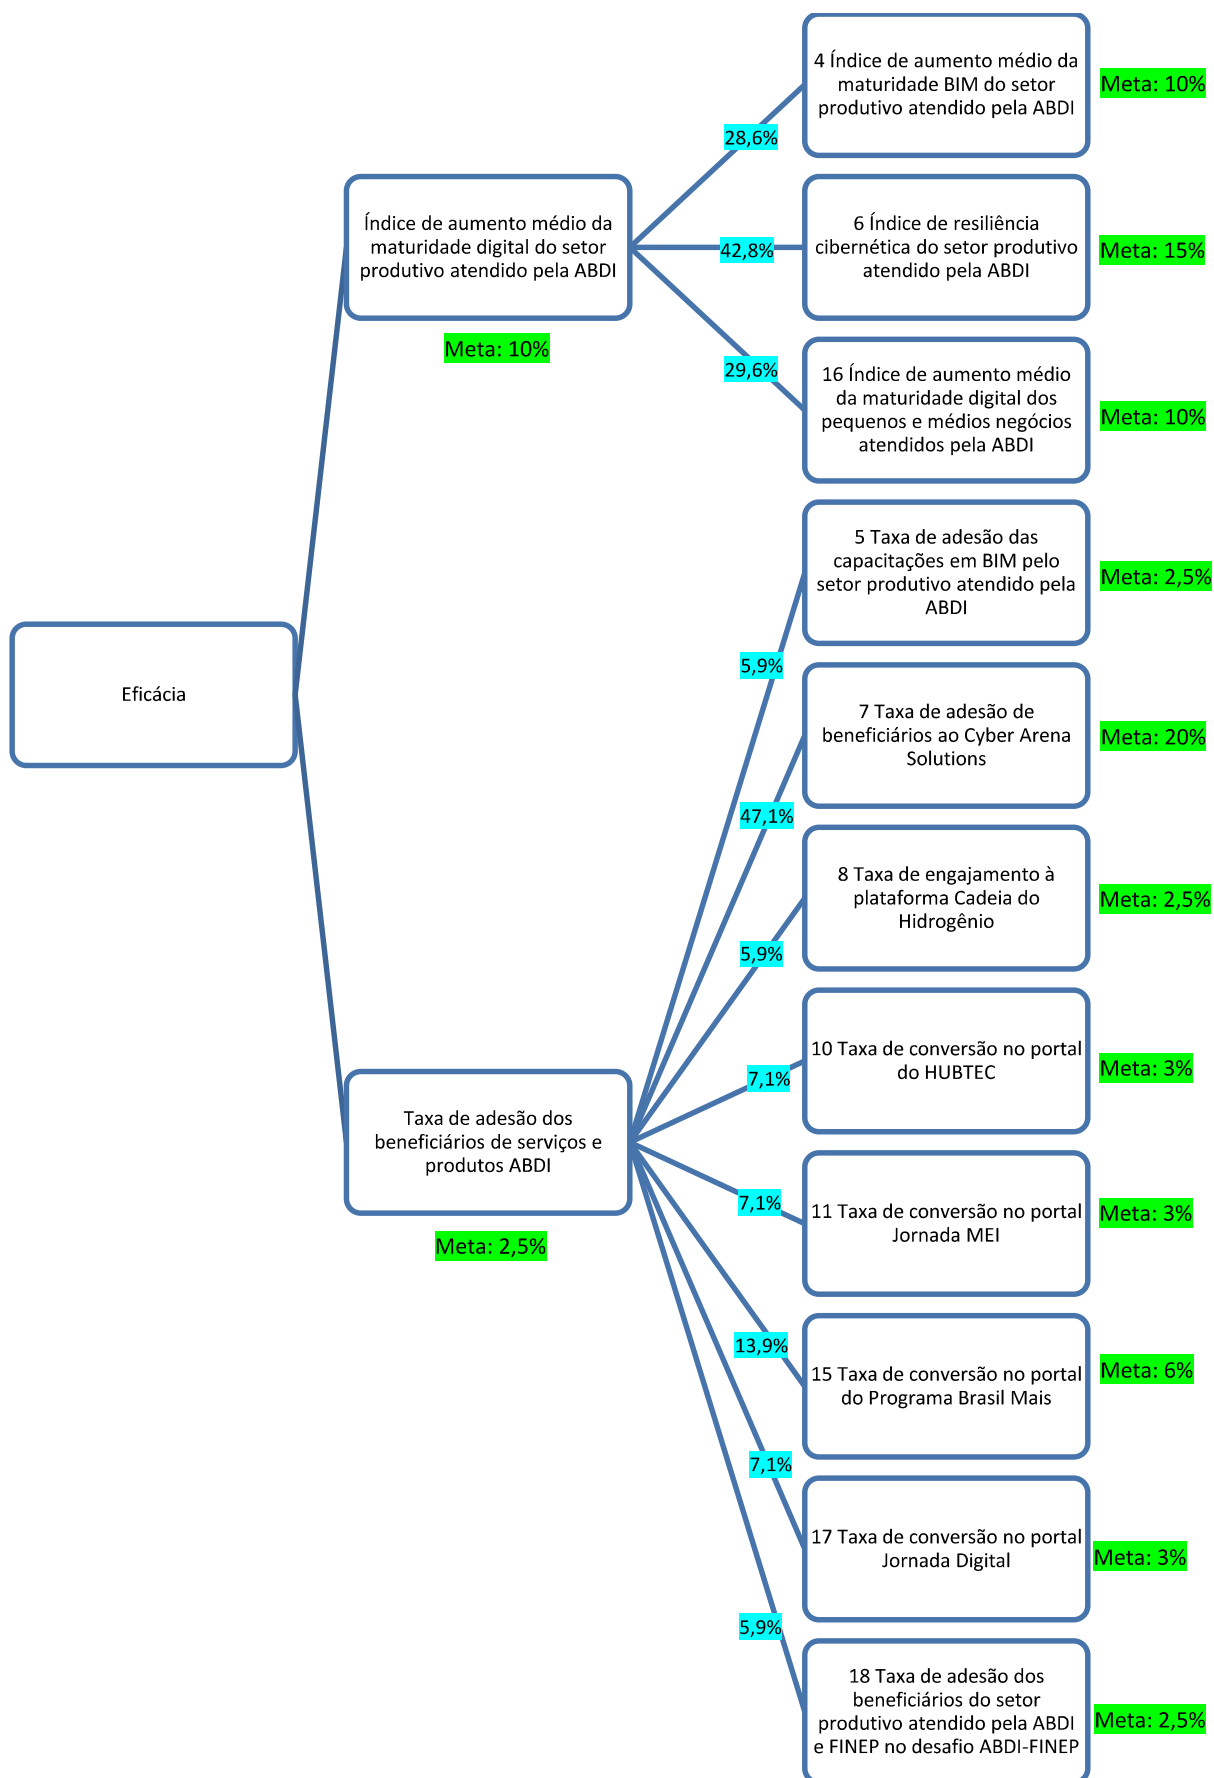 4 Índice de aumento médio da
maturidade BIM do setor
produtivo atendido pela ABDI
Meta: 10%
28,6%
Índice de aumento médio da
maturidade digital do setor
produtivo atendido pela ABDI
Meta: 10%
42,8%
6 Índice de resiliência
cibernética do setor produtivo
atendido pela ABDI
Meta: 15%
29,6%
16 Índice de aumento médio
da maturidade digital dos
pequenos e médios negócios
atendidos pela ABDI
Meta: 10%
Eficácia
5 Taxa de adesão das
capacitações em BIM pelo
setor produtivo atendido pela
ABDI
Meta: 2,5%
5,9%
7 Taxa de adesão de
beneficiários ao Cyber Arena
Solutions
Meta: 20%
47,1%
8 Taxa de engajamento à
plataforma Cadeia do
Hidrogênio
Meta: 2,5%
5,9%
10 Taxa de conversão no portal
do HUBTEC
Meta: 3%
7,1%
Taxa de adesão dos
beneficiários de serviços e
produtos ABDI
Meta: 2,5%
7,1%
11 Taxa de conversão no portal
Jornada MEI
Meta: 3%
13,9%
15 Taxa de conversão no portal
do Programa Brasil Mais
Meta: 6%
7,1%
17 Taxa de conversão no portal
Jornada Digital
Meta: 3%
5,9%
18 Taxa de adesão dos
beneficiários do setor
produtivo atendido pela ABDI
e FINEP no desafio ABDI-FINEP
Meta: 2,5%